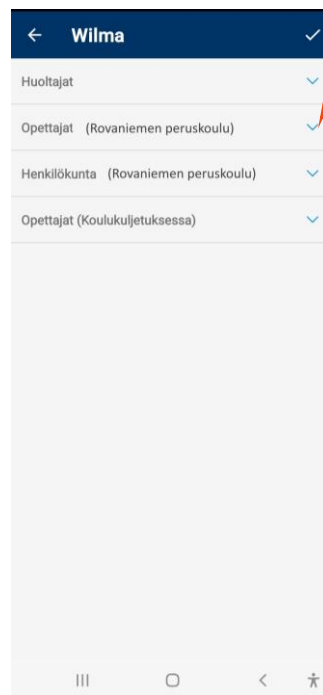 Wilma
Huoltajat
Opettajat (Rovaniemen peruskoulu)
Henkilökunta (Rovaniemen peruskoulu)
Opettajat (Koulukuljetuksessa)